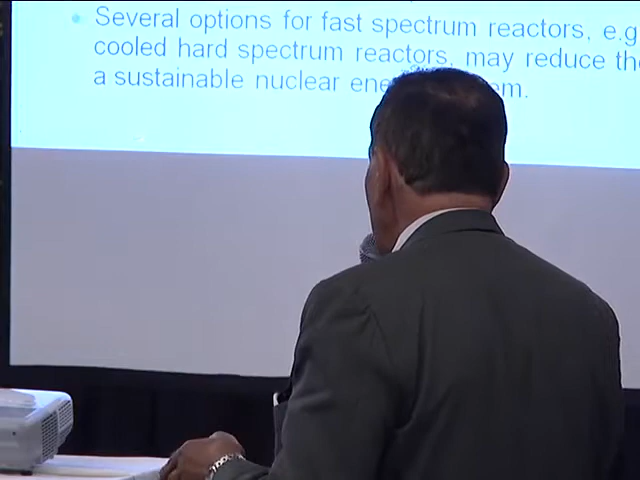 Several options for fast spectrum reactors, e.g
cooled hard spectrum reactors, may reduce the
a sustainable nuclear